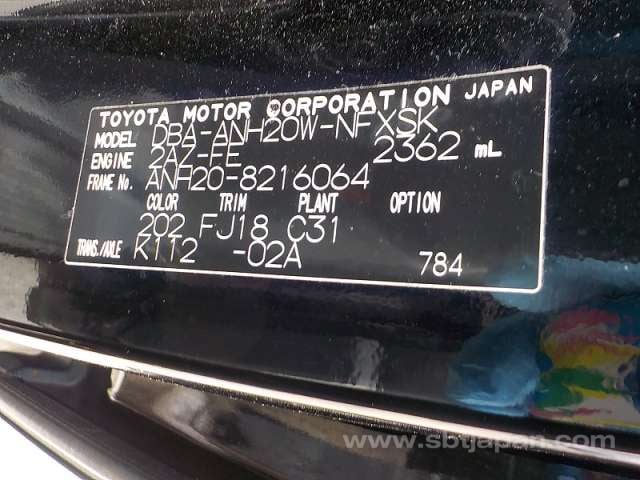 TOYOTA MOTOR CORPORATION JAPAN
MODEL DBA-ANH20W-NFXSK
ENGINE 2AZ-FE 2362 mL
FRAME No. ANH20-8216064
COLOR TRIM PLANT OPTION
202 FJ18 C31
TRANS./AXLE K112 -02A 784
www.sbtjapan.com